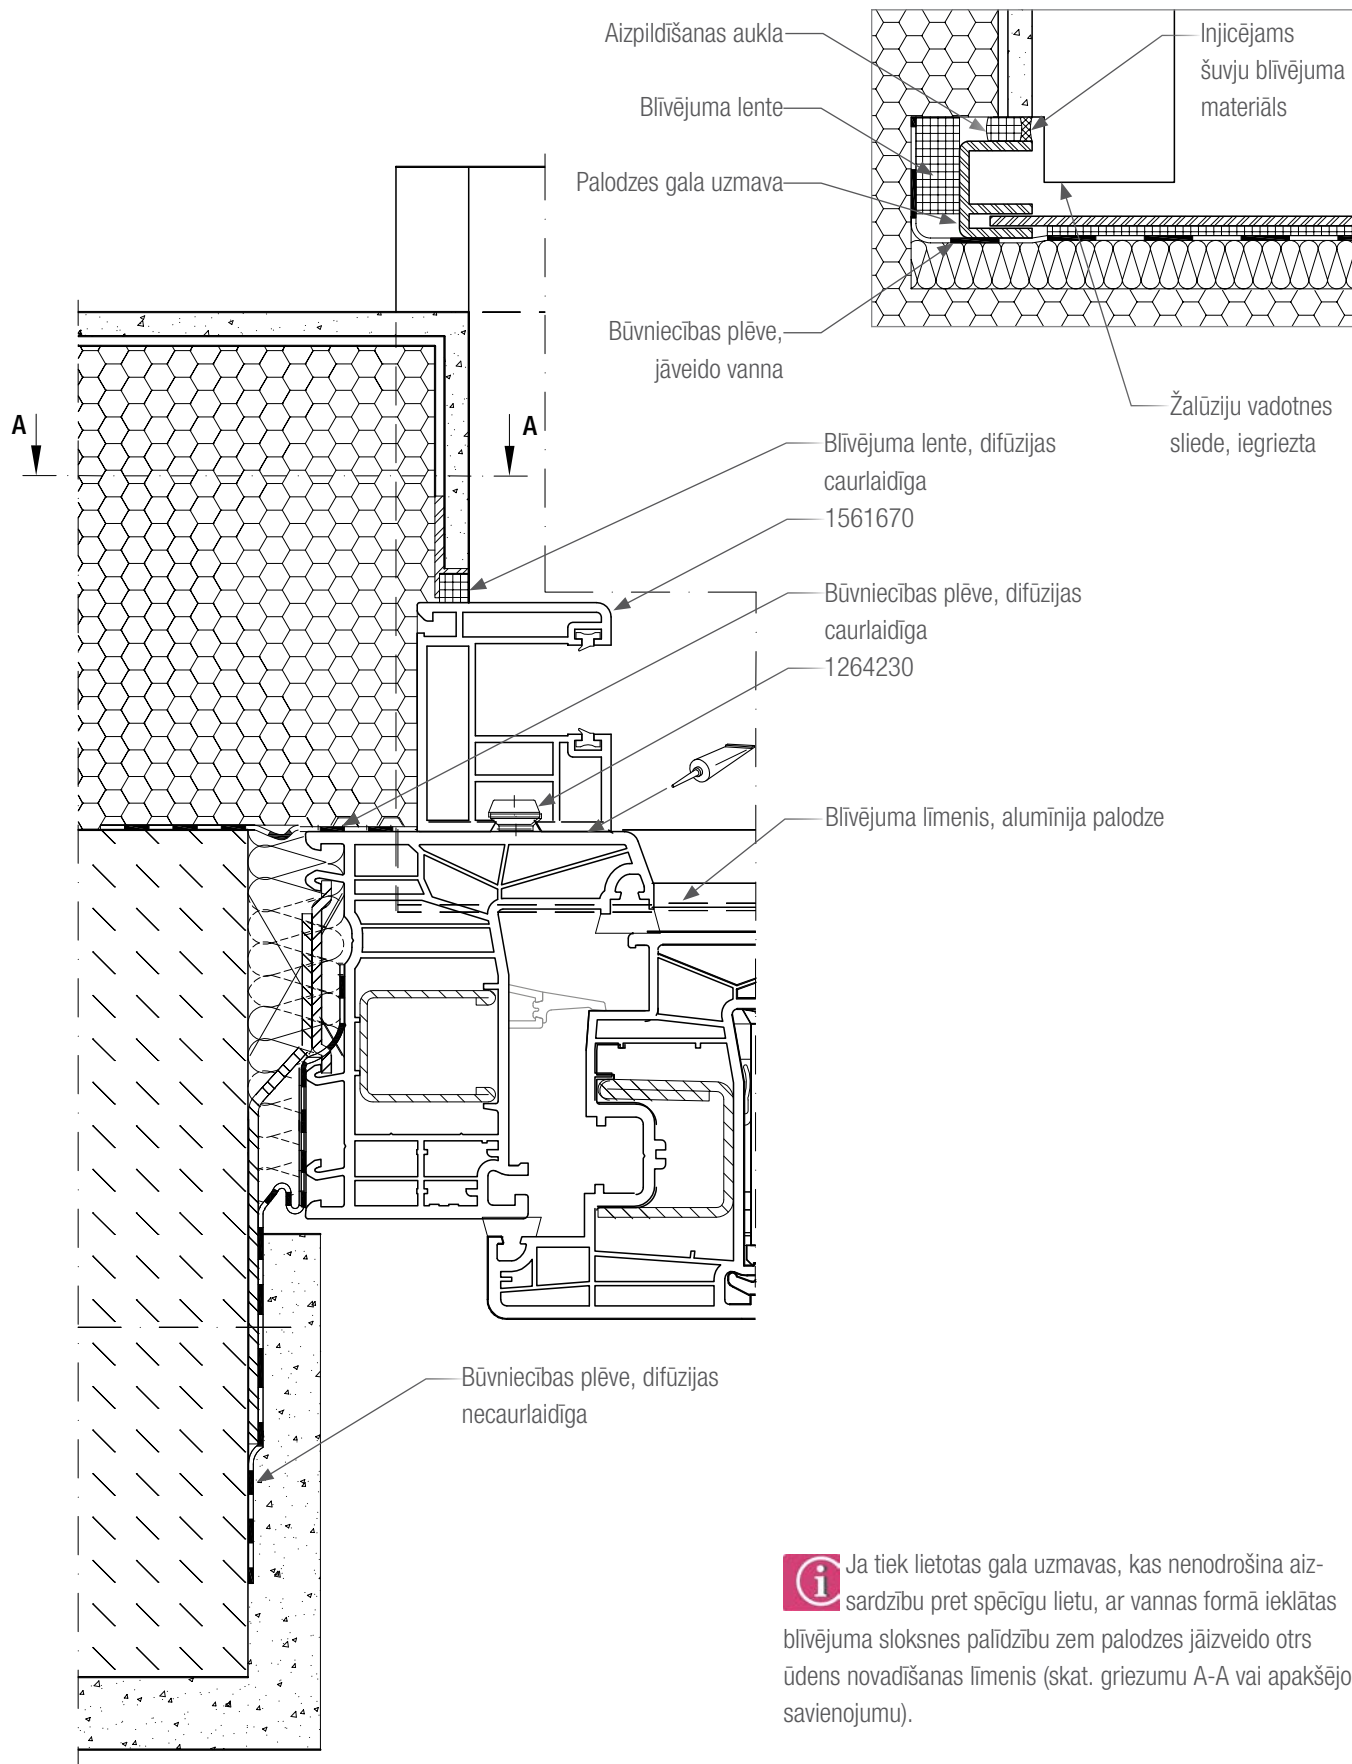 Aizpildīšanas aukla
Blīvējuma lente
Palodzes gala uzmava
Būvniecības plēve,
jāveido vanna
Injicējams
šuvju blīvējuma
materiāls
Žalūziju vadotnes
sliede, iegriezta
A
A
Blīvējuma lente, difūzijas
caurlaidīga
1561670
Būvniecības plēve, difūzijas
caurlaidīga
1264230
Blīvējuma līmenis, alumīnija palodze
Būvniecības plēve, difūzijas
necaurlaidīga
i Ja tiek lietotas gala uzmavas, kas nenodrošina aiz-
sardzību pret spēcīgu lietu, ar vannas formā ieklātas
blīvējuma sloksnes palīdzību zem palodzes jāizveido otrs
ūdens novadīšanas līmenis (skat. griezumu A-A vai apakšējo
savienojumu).